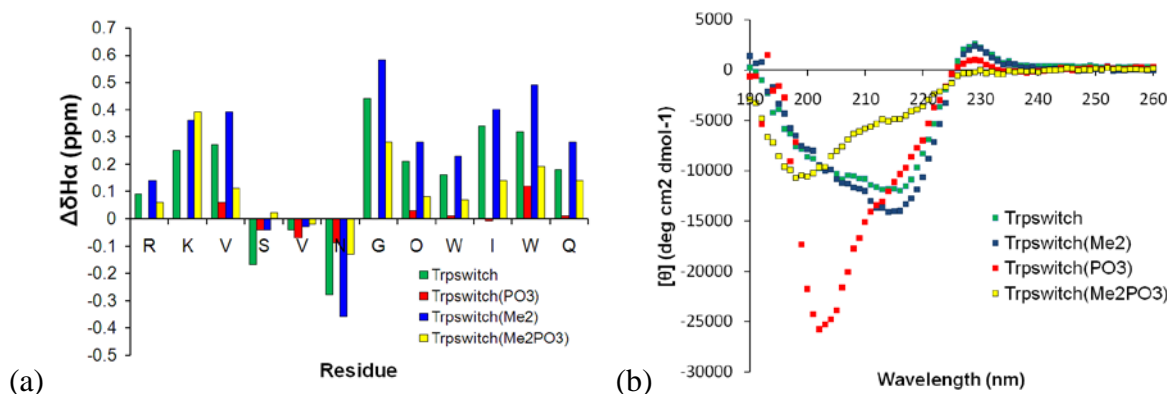 ΔδHα (ppm)
0.7
0.6
0.5
0.4
0.3
0.2
0.1
0
-0.1
-0.2
-0.3
-0.4
-0.5
R K V S V N G O W I W Q
Trpswitch
Trpswitch(PO3)
Trpswitch(Me2)
Trpswitch(Me2PO3)
Residue
(a)
[θ] (deg cm2 dmol-1)
5000
0
-5000
-10000
-15000
-20000
-25000
-30000
190 200 210 220 230 240 250 260
Trpswitch
Trpswitch(Me2)
Trpswitch(PO3)
Trpswitch(Me2PO3)
Wavelength (nm)
(b)